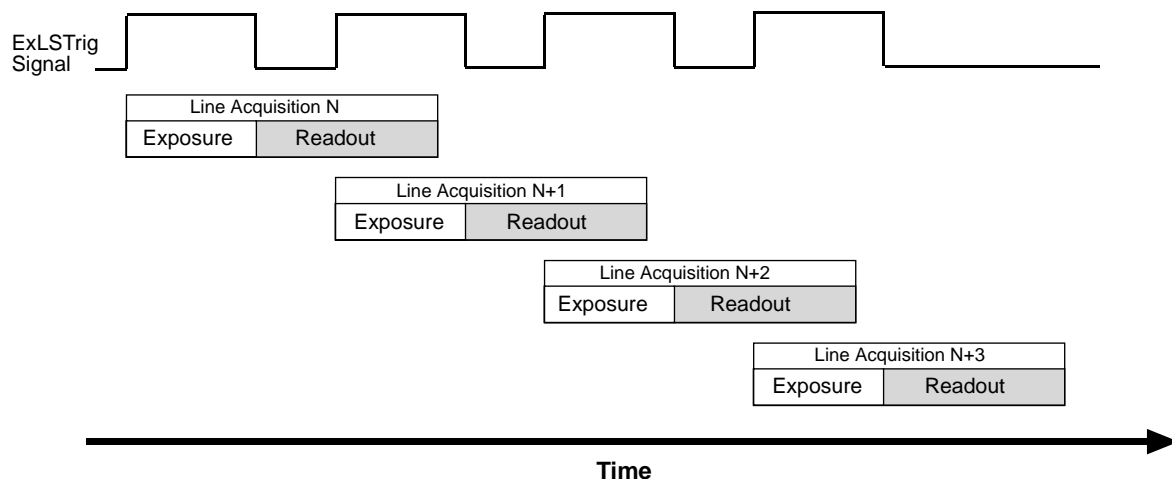 ExLSTrig
Signal
Line Acquisition N
Exposure Readout
Line Acquisition N+1
Exposure Readout
Line Acquisition N+2
Exposure Readout
Line Acquisition N+3
Exposure Readout
Time